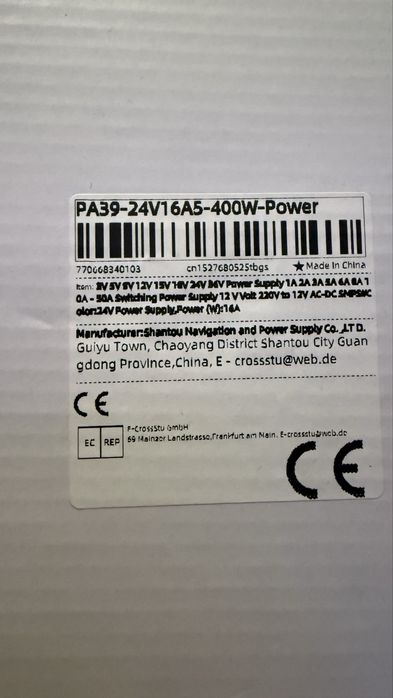 PA39-24V16A5-400W-Power
770668340103 cn1527680525tbgs ★Made In China
Item: 3V 5V 9V 12V 15V 18V 24V 36V Power Supply 1A 2A 3A 5A 6A 8A 1
0A - 30A Switching Power Supply 12 V Volt 220V to 12V AC-DC SMPS\C
olor:24V Power Supply,Power (W):16A
Manufacturer:Shantou Navigation and Power Supply Co. ,LT D.
Guiyu Town, Chaoyang District Shantou City Guan
gdong Province,China, E - crossstu@web.de
CE
EC REP
E-CrossStu GmbH
69 Mainzer Landstrasse,Frankfurt am Main. E-crossstu@web.de
CE